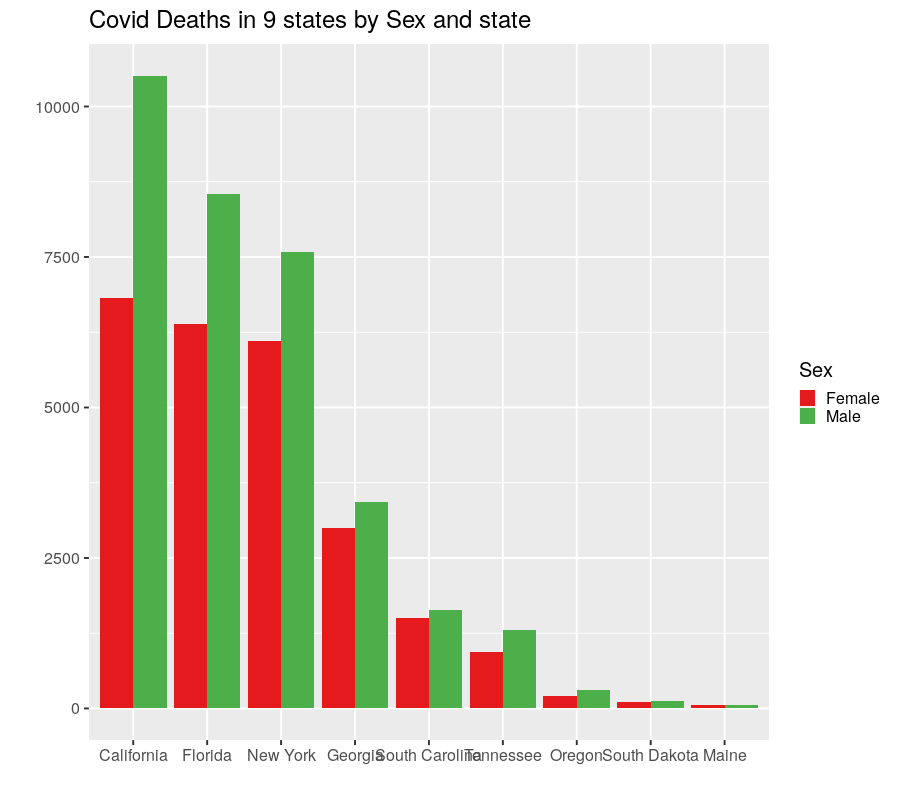 Covid Deaths in 9 states by Sex and state
10000
7500
5000
2500
0
California Florida New York Georgia South Carolina Tennessee Oregon South Dakota Maine
Sex
Female
Male